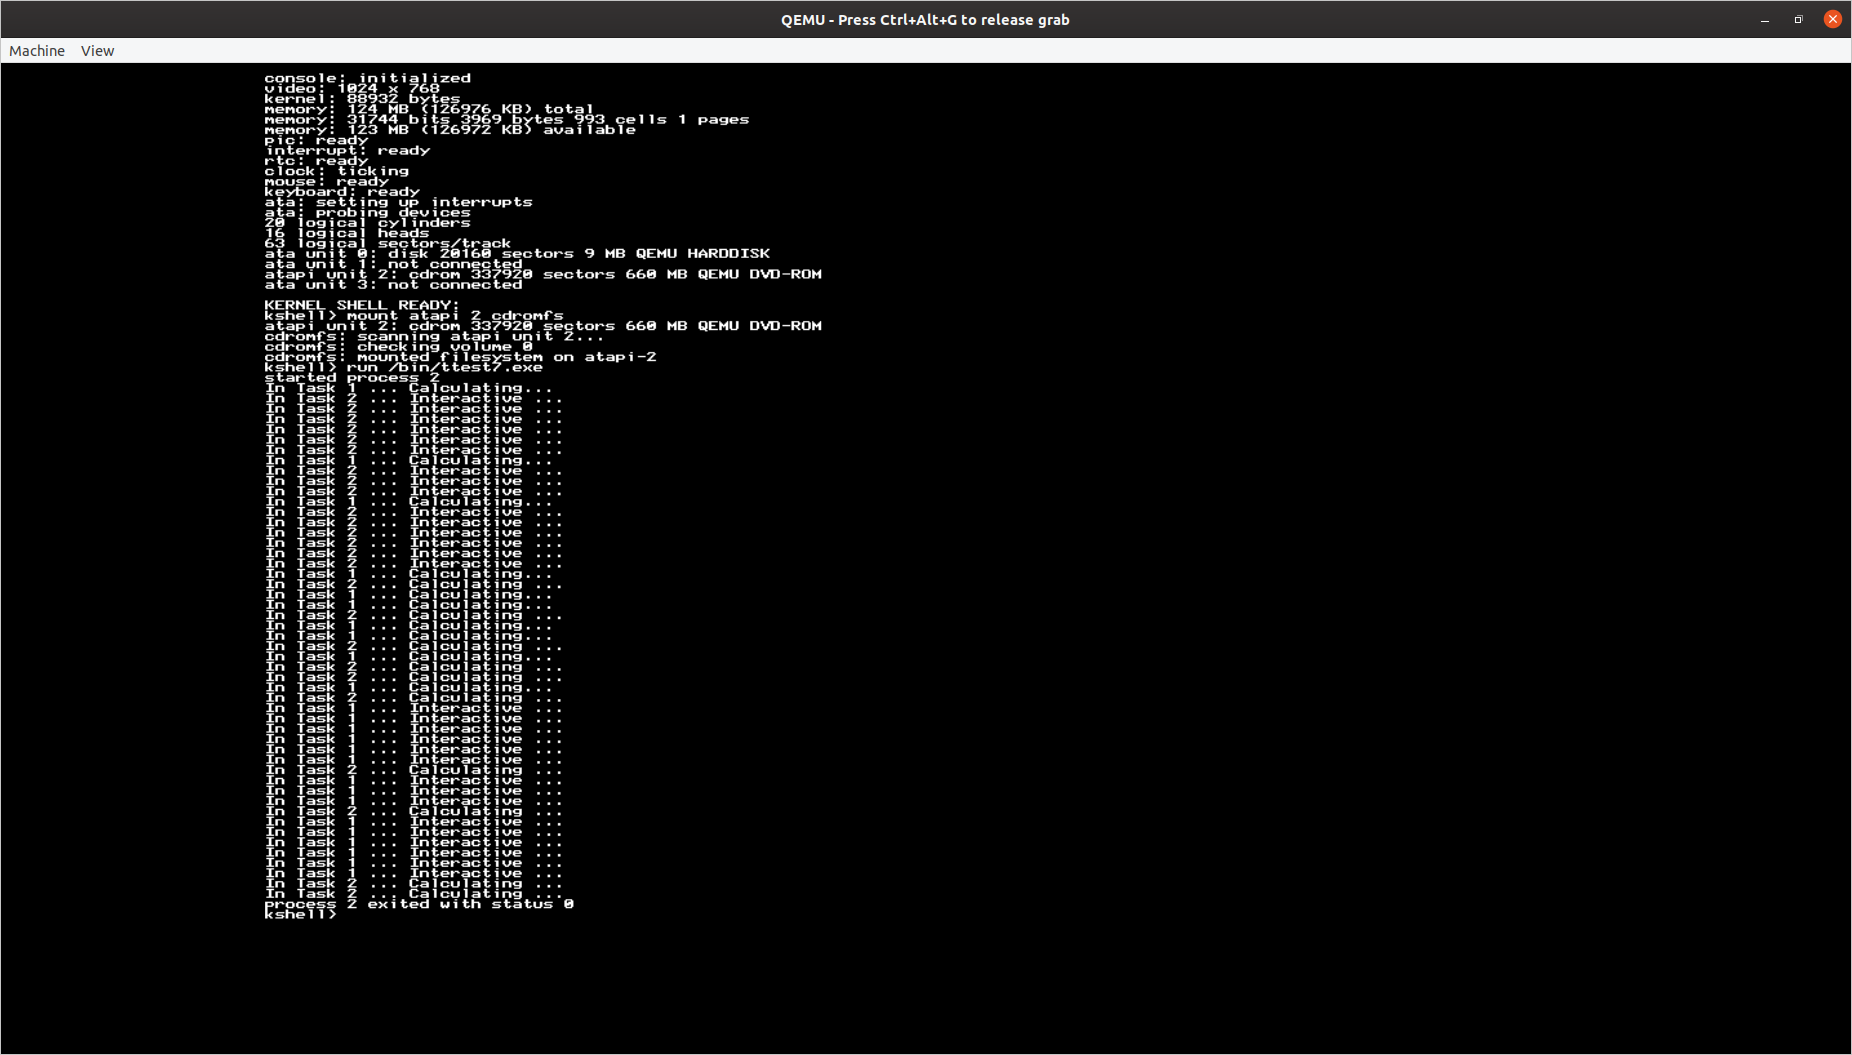 QEMU - Press Ctrl+Alt+G to release grab
Machine View
console: initialized
video: 1024 x 768
kernel: 88932 bytes
memory: 124 MB (126976 KB) total
memory: 31744 bits 3969 bytes 993 cells 1 pages
memory: 123 MB (126972 KB) available
pic: ready
interrupt: ready
rtc: ready
clock: ticking
mouse: ready
keyboard: ready
ata: setting up interrupts
ata: probing devices
20 logical cylinders
16 logical heads
63 logical sectors/track
ata unit 0: disk 20160 sectors 9 MB QEMU HARDDISK
ata unit 1: not connected
atapi unit 2: cdrom 337920 sectors 660 MB QEMU DVD-ROM
ata unit 3: not connected
KERNEL SHELL READY:
kshell> mount atapi 2 cdromfs
atapi unit 2: cdrom 337920 sectors 660 MB QEMU DVD-ROM
cdromfs: scanning atapi unit 2...
cdromfs: checking volume 0
cdromfs: mounted filesystem on atapi-2
kshell> run /bin/ttest7.exe
started process 2
In Task 1 ... Calculating...
In Task 2 ... Interactive ...
In Task 2 ... Interactive ...
In Task 2 ... Interactive ...
In Task 2 ... Interactive ...
In Task 2 ... Interactive ...
In Task 2 ... Interactive ...
In Task 1 ... Calculating...
In Task 2 ... Interactive ...
In Task 2 ... Interactive ...
In Task 2 ... Interactive ...
In Task 1 ... Calculating...
In Task 2 ... Interactive ...
In Task 2 ... Interactive ...
In Task 2 ... Interactive ...
In Task 2 ... Interactive ...
In Task 2 ... Interactive ...
In Task 1 ... Calculating...
In Task 2 ... Calculating ...
In Task 1 ... Calculating...
In Task 1 ... Calculating...
In Task 2 ... Calculating ...
In Task 1 ... Calculating...
In Task 1 ... Calculating...
In Task 2 ... Calculating ...
In Task 1 ... Calculating...
In Task 2 ... Calculating ...
In Task 2 ... Calculating ...
In Task 1 ... Calculating...
In Task 2 ... Calculating ...
In Task 1 ... Interactive ...
In Task 1 ... Interactive ...
In Task 1 ... Interactive ...
In Task 1 ... Interactive ...
In Task 1 ... Interactive ...
In Task 1 ... Interactive ...
In Task 2 ... Calculating ...
In Task 1 ... Interactive ...
In Task 1 ... Interactive ...
In Task 1 ... Interactive ...
In Task 2 ... Calculating ...
In Task 1 ... Interactive ...
In Task 1 ... Interactive ...
In Task 1 ... Interactive ...
In Task 1 ... Interactive ...
In Task 1 ... Interactive ...
In Task 1 ... Interactive ...
In Task 2 ... Calculating ...
In Task 2 ... Calculating ...
process 2 exited with status 0
kshell>